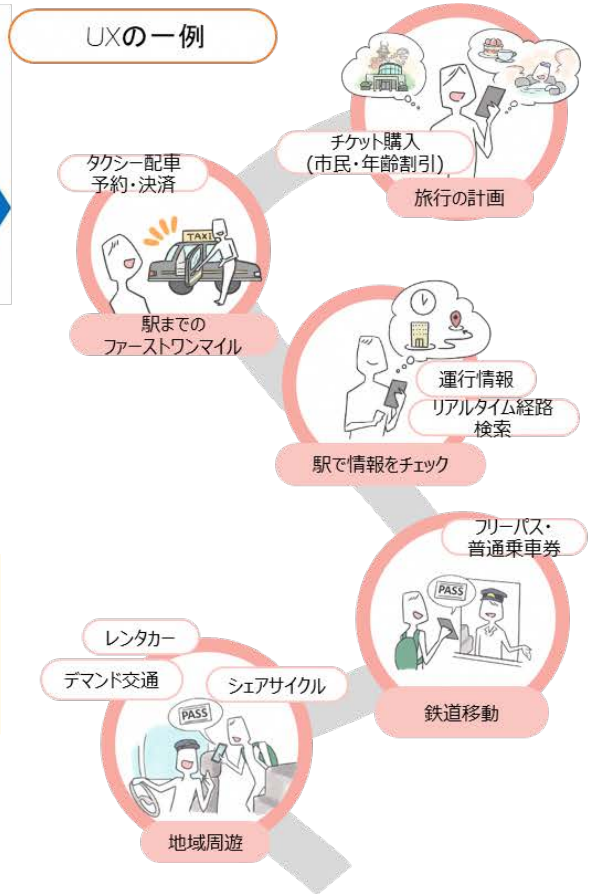 UXの一例
チケット購入
(市民・年齢割引)
旅行の計画
タクシー配車
予約・決済
TAXI
駅までの
ファーストワンマイル
運行情報
リアルタイム経路
検索
駅で情報をチェック
フリーパス・
普通乗車券
PASS
鉄道移動
レンタカー
デマンド交通
シェアサイクル
PASS
地域周遊